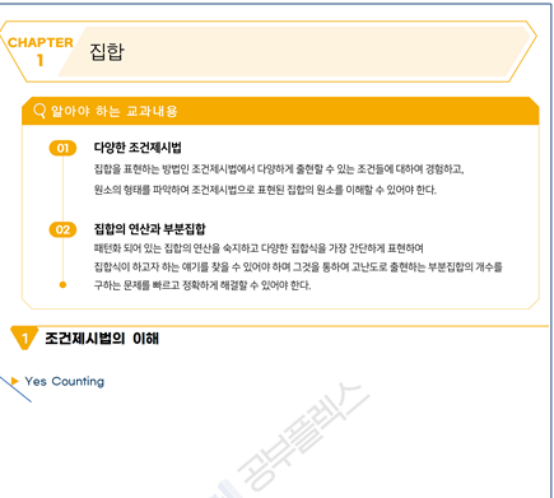 CHAPTER
1
집합
알아야 하는 교과내용
01 다양한 조건제시법
집합을 표현하는 방법인 조건제시법에서 다양하게 출현할 수 있는 조건들에 대하여 경험하고,
원소의 형태를 파악하여 조건제시법으로 표현된 집합의 원소를 이해할 수 있어야 한다.
02 집합의 연산과 부분집합
패턴화 되어 있는 집합의 연산을 숙지하고 다양한 집합식을 가장 간단하게 표현하여
집합식이 하고자 하는 얘기를 찾을 수 있어야 하며 그것을 통하여 고난도로 출현하는 부분집합의 개수를
구하는 문제를 빠르고 정확하게 해결할 수 있어야 한다.
1 조건제시법의 이해
Yes Counting
공부플렉스